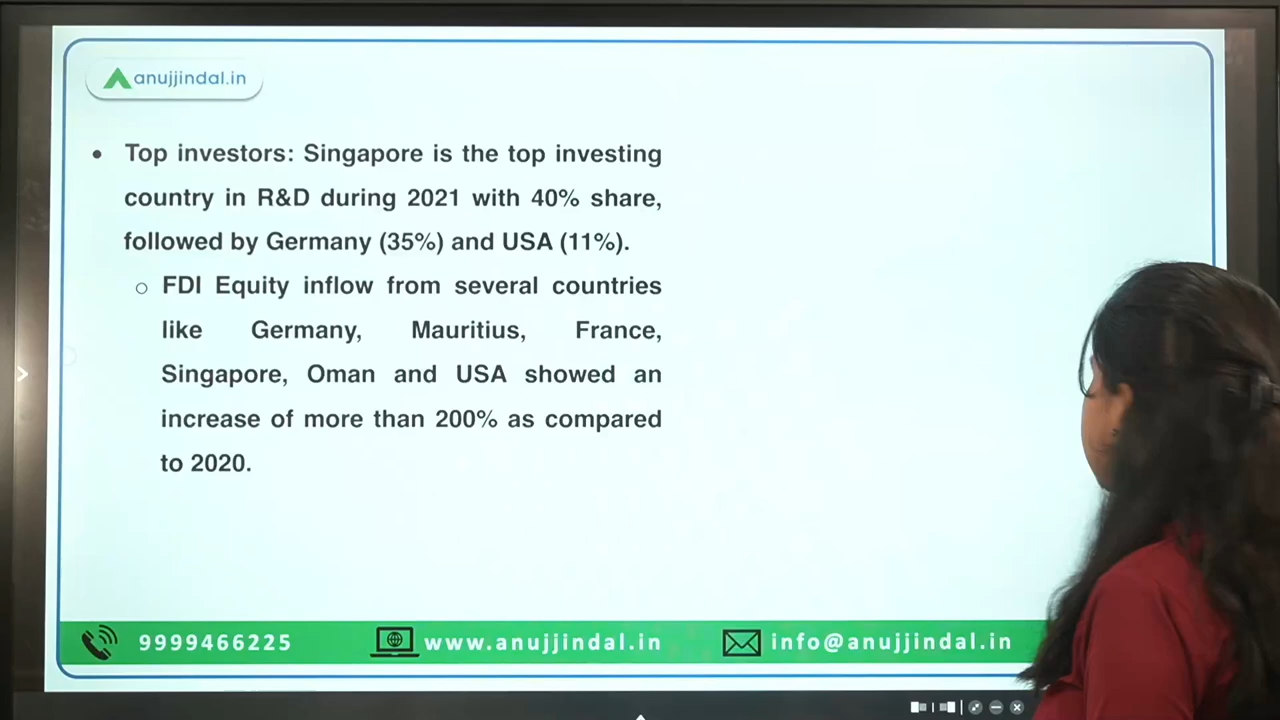 anujjindal.in
• Top investors: Singapore is the top investing
country in R&D during 2021 with 40% share,
followed by Germany (35%) and USA (11%).
○ FDI Equity inflow from several countries
like Germany, Mauritius, France,
Singapore, Oman and USA showed an
increase of more than 200% as compared
to 2020.
9999466225 www.anujjindal.in info@anujjindal.in